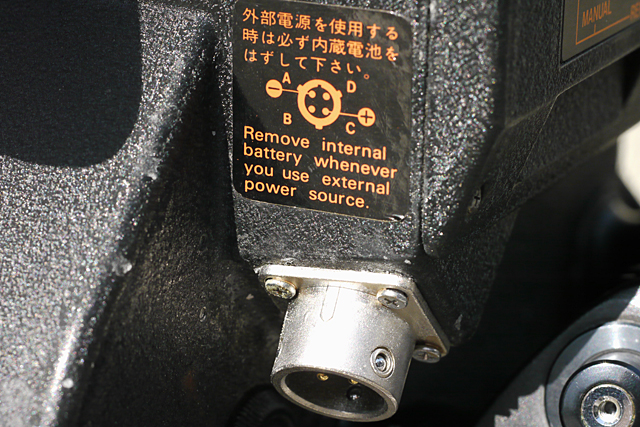 外部電源を使用する
時は必ず内蔵電池を
はずして下さい。
A D
− +
B C
Remove internal
battery whenever
you use external
power source.
MANUAL